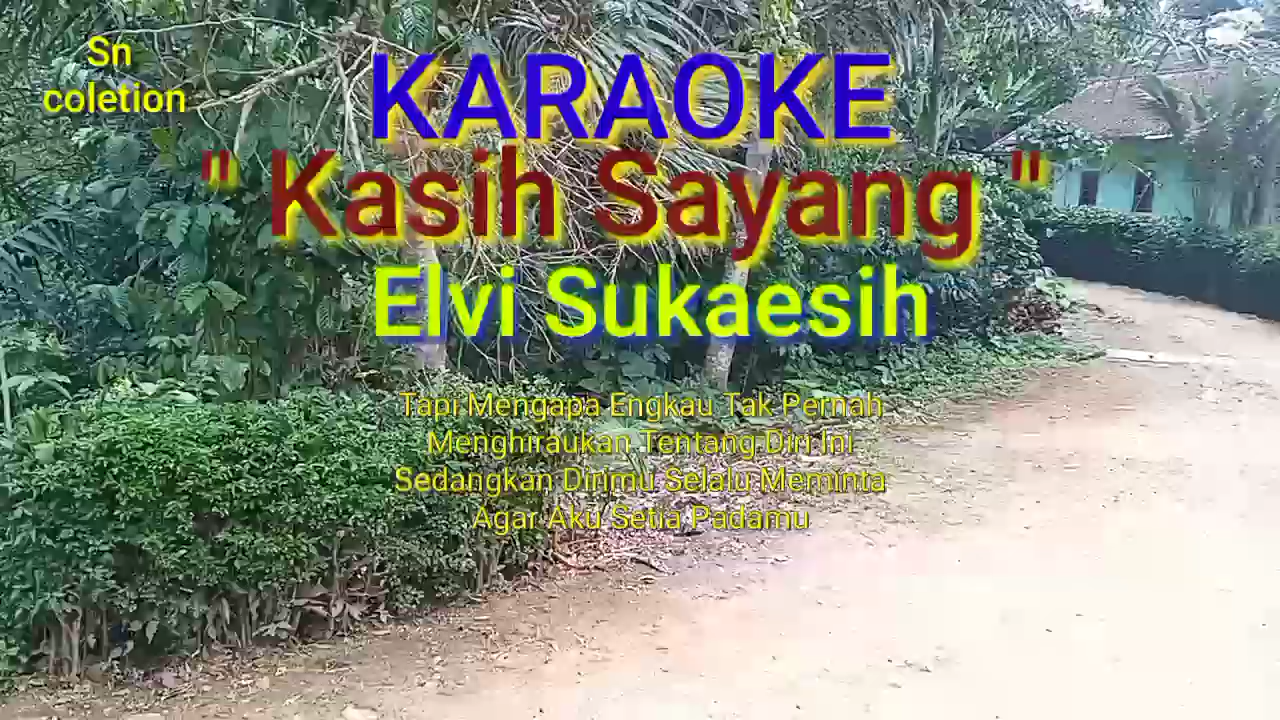 Sn
coletion
KARAOKE
" Kasih Sayang "
Elvi Sukaesih
Tapi Mengapa Engkau Tak Pernah
Menghiraukan Tentang Diri Ini
Sedangkan Dirimu Selalu Meminta
Agar Aku Setia Padamu